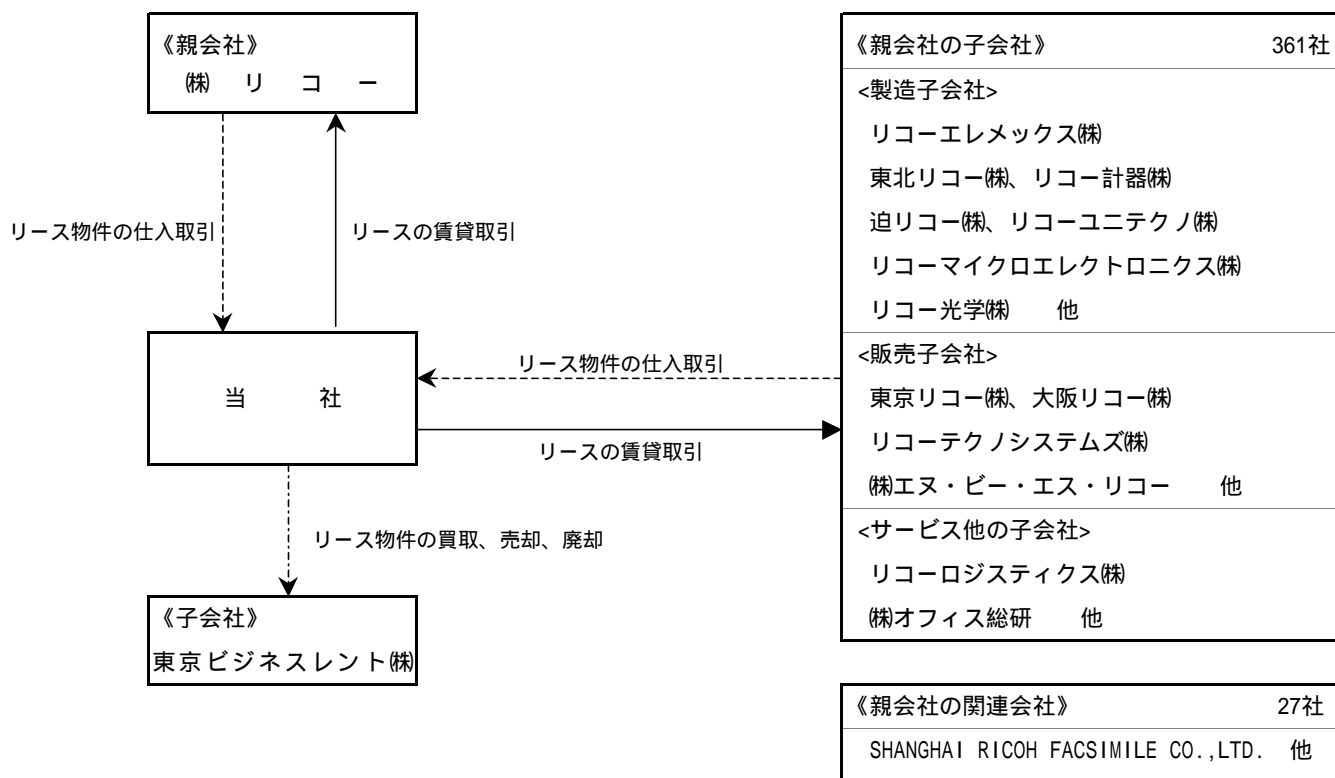 《親会社》
㈱　リ　コ　ー
リース物件の仕入取引
リースの賃貸取引
当　　社
リース物件の仕入取引
リースの賃貸取引
リース物件の買取、売却、廃却
《子会社》
東京ビジネスレント㈱
《親会社の子会社》　361社
<製造子会社>
リコーエレメックス㈱
東北リコー㈱、リコー計器㈱
迫リコー㈱、リコーユニテクノ㈱
リコーマイクロエレクトロニクス㈱
リコー光学㈱　他
<販売子会社>
東京リコー㈱、大阪リコー㈱
リコーテクノシステムズ㈱
㈱エヌ・ビー・エス・リコー　他
<サービス他の子会社>
リコーロジスティクス㈱
㈱オフィス総研　他
《親会社の関連会社》　27社
SHANGHAI RICOH FACSIMILE CO.,LTD.　他